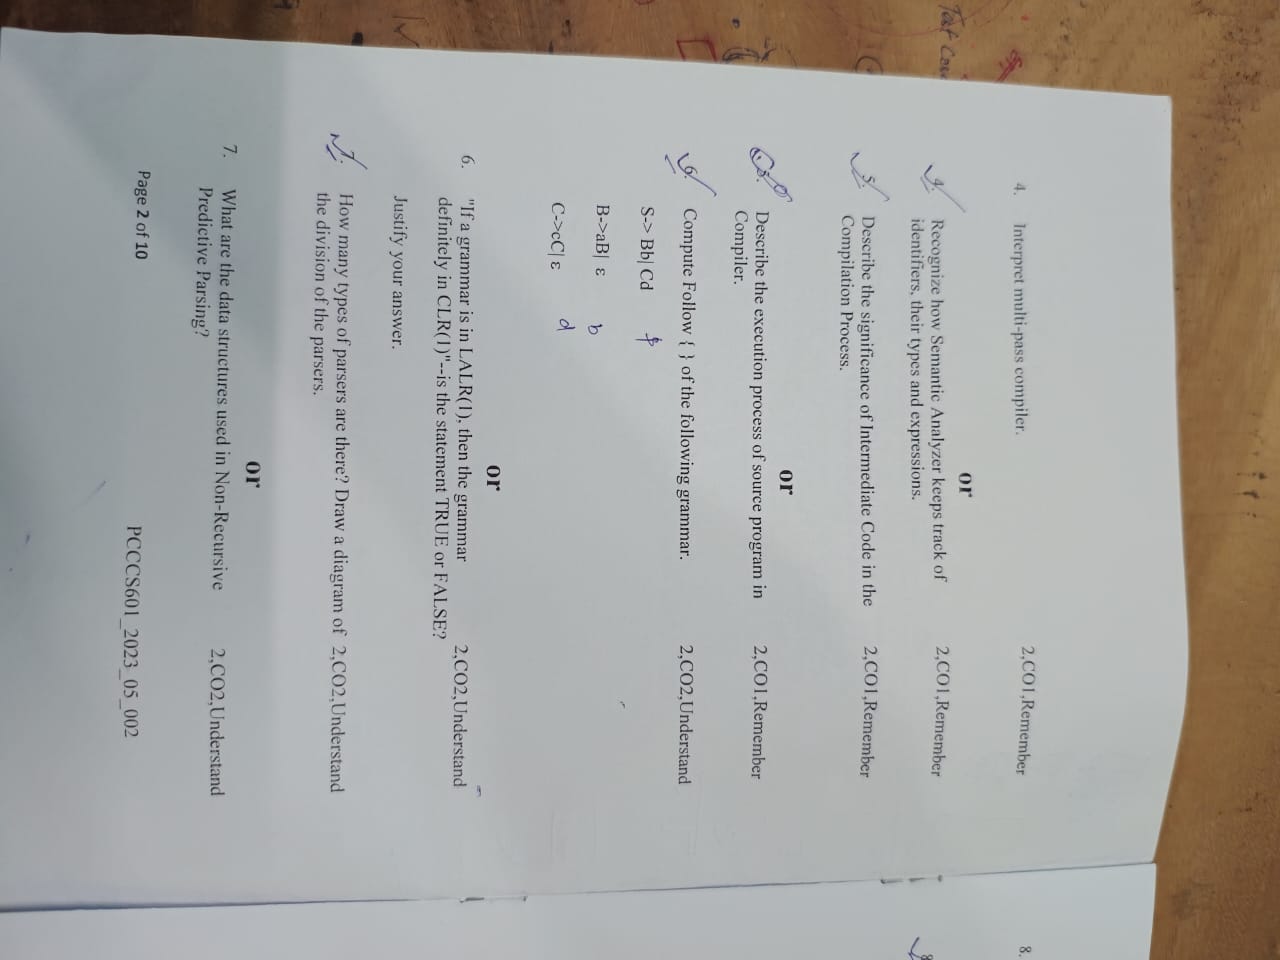 4. Interpret multi-pass compiler. 2,CO1,Remember
or
4. Recognize how Semantic Analyzer keeps track of 2,CO1,Remember
identifiers, their types and expressions.
5. Describe the significance of Intermediate Code in the 2,CO1,Remember
Compilation Process.
or
5. Describe the execution process of source program in 2,CO1,Remember
Compiler.
6. Compute Follow { } of the following grammar. 2,CO2,Understand
S-> Bb| Cd $
B->aB| ε b
C->cC| ε d
or
6. "If a grammar is in LALR(1), then the grammar 2,CO2,Understand
definitely in CLR(1)"--is the statement TRUE or FALSE?
Justify your answer.
7. How many types of parsers are there? Draw a diagram of 2,CO2,Understand
the division of the parsers.
or
7. What are the data structures used in Non-Recursive 2,CO2,Understand
Predictive Parsing?
Page 2 of 10 PCCCS601_2023_05_002
8.
8